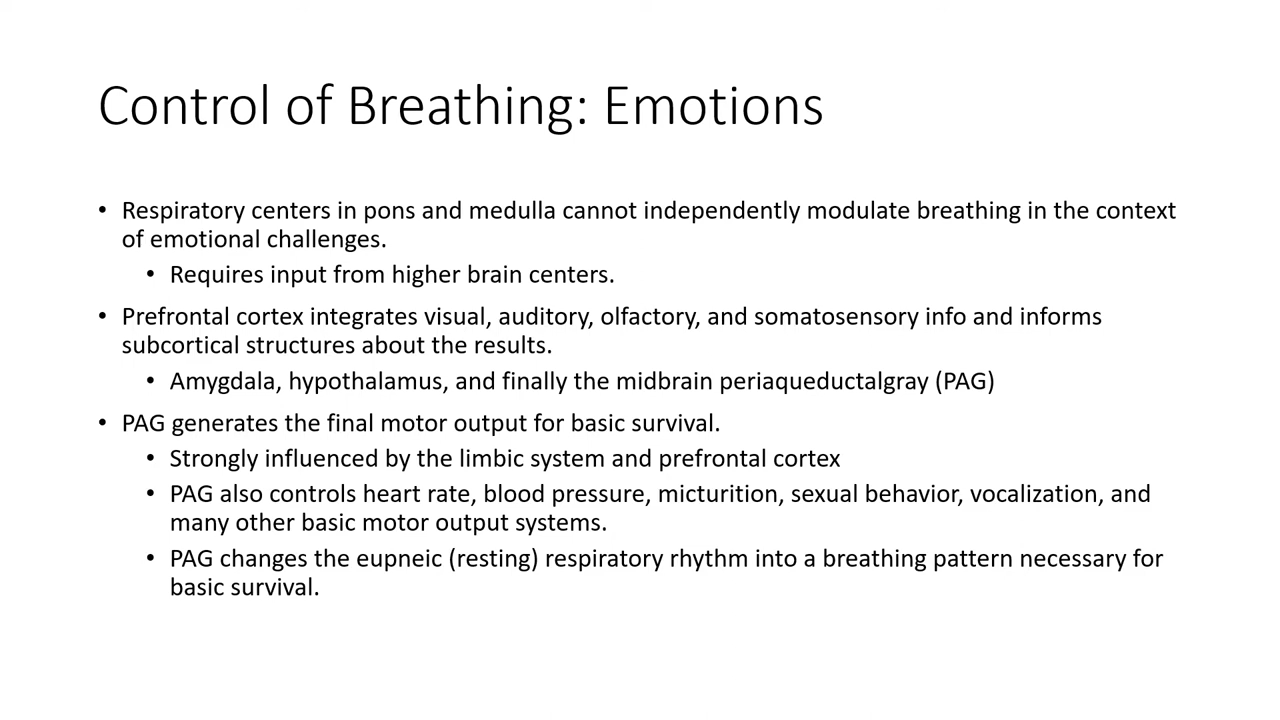 Control of Breathing: Emotions
• Respiratory centers in pons and medulla cannot independently modulate breathing in the context
of emotional challenges.
• Requires input from higher brain centers.
• Prefrontal cortex integrates visual, auditory, olfactory, and somatosensory info and informs
subcortical structures about the results.
• Amygdala, hypothalamus, and finally the midbrain periaqueductalgray (PAG)
• PAG generates the final motor output for basic survival.
• Strongly influenced by the limbic system and prefrontal cortex
• PAG also controls heart rate, blood pressure, micturition, sexual behavior, vocalization, and
many other basic motor output systems.
• PAG changes the eupneic (resting) respiratory rhythm into a breathing pattern necessary for
basic survival.